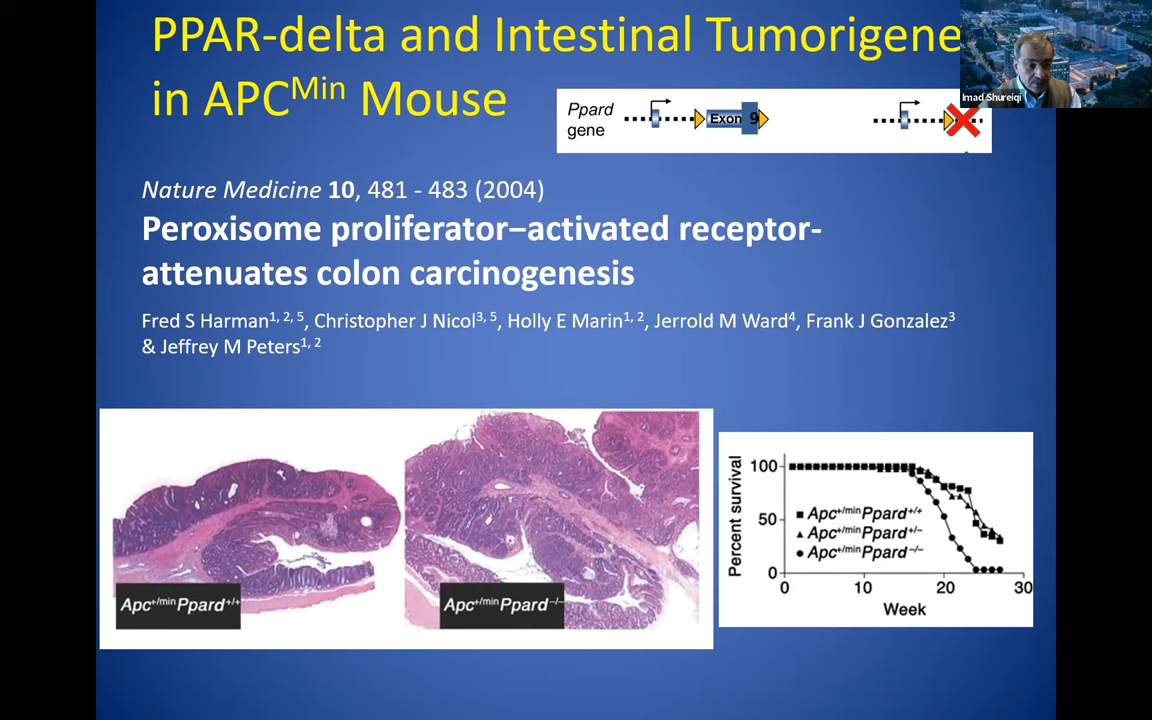 PPAR-delta and Intestinal Tumorigene
in APCMin Mouse
Imad Shureiqi
Ppard
gene
Exon 9
Nature Medicine 10, 481 - 483 (2004)
Peroxisome proliferator–activated receptor-
attenuates colon carcinogenesis
Fred S Harman1, 2, 5, Christopher J Nicol3, 5, Holly E Marin1, 2, Jerrold M Ward4, Frank J Gonzalez3
& Jeffrey M Peters1, 2
Apc+/min Ppard+/+
Apc+/min Ppard−/−
Percent survival
100
50
0
Apc+/min Ppard+/+
Apc+/min Ppard+/−
Apc+/min Ppard−/−
0 10 20 30
Week